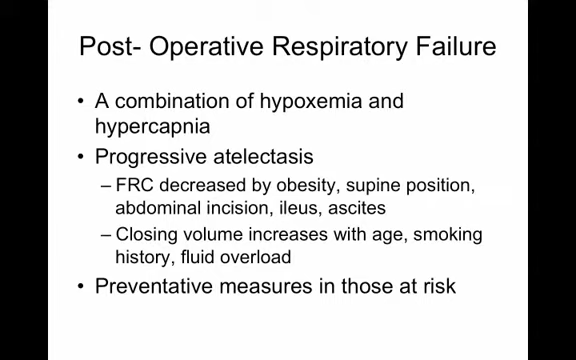 Post- Operative Respiratory Failure
• A combination of hypoxemia and
hypercapnia
• Progressive atelectasis
– FRC decreased by obesity, supine position,
abdominal incision, ileus, ascites
– Closing volume increases with age, smoking
history, fluid overload
• Preventative measures in those at risk